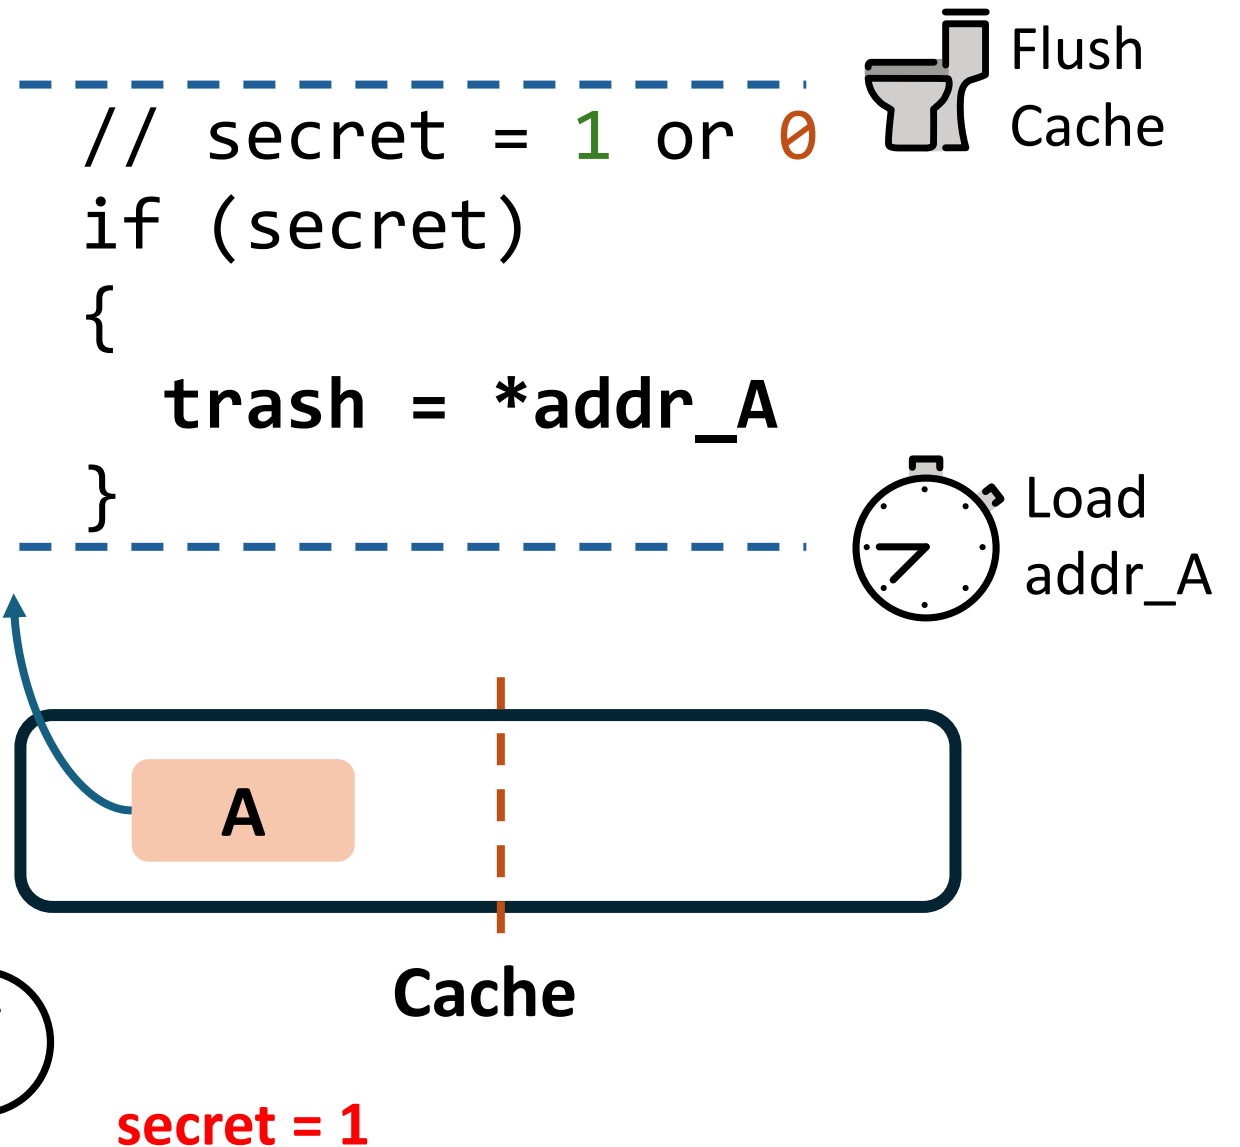 Flush
Cache
// secret = 1 or 0
if (secret)
{
trash = *addr_A
}
Load
addr_A
A
Cache
secret = 1